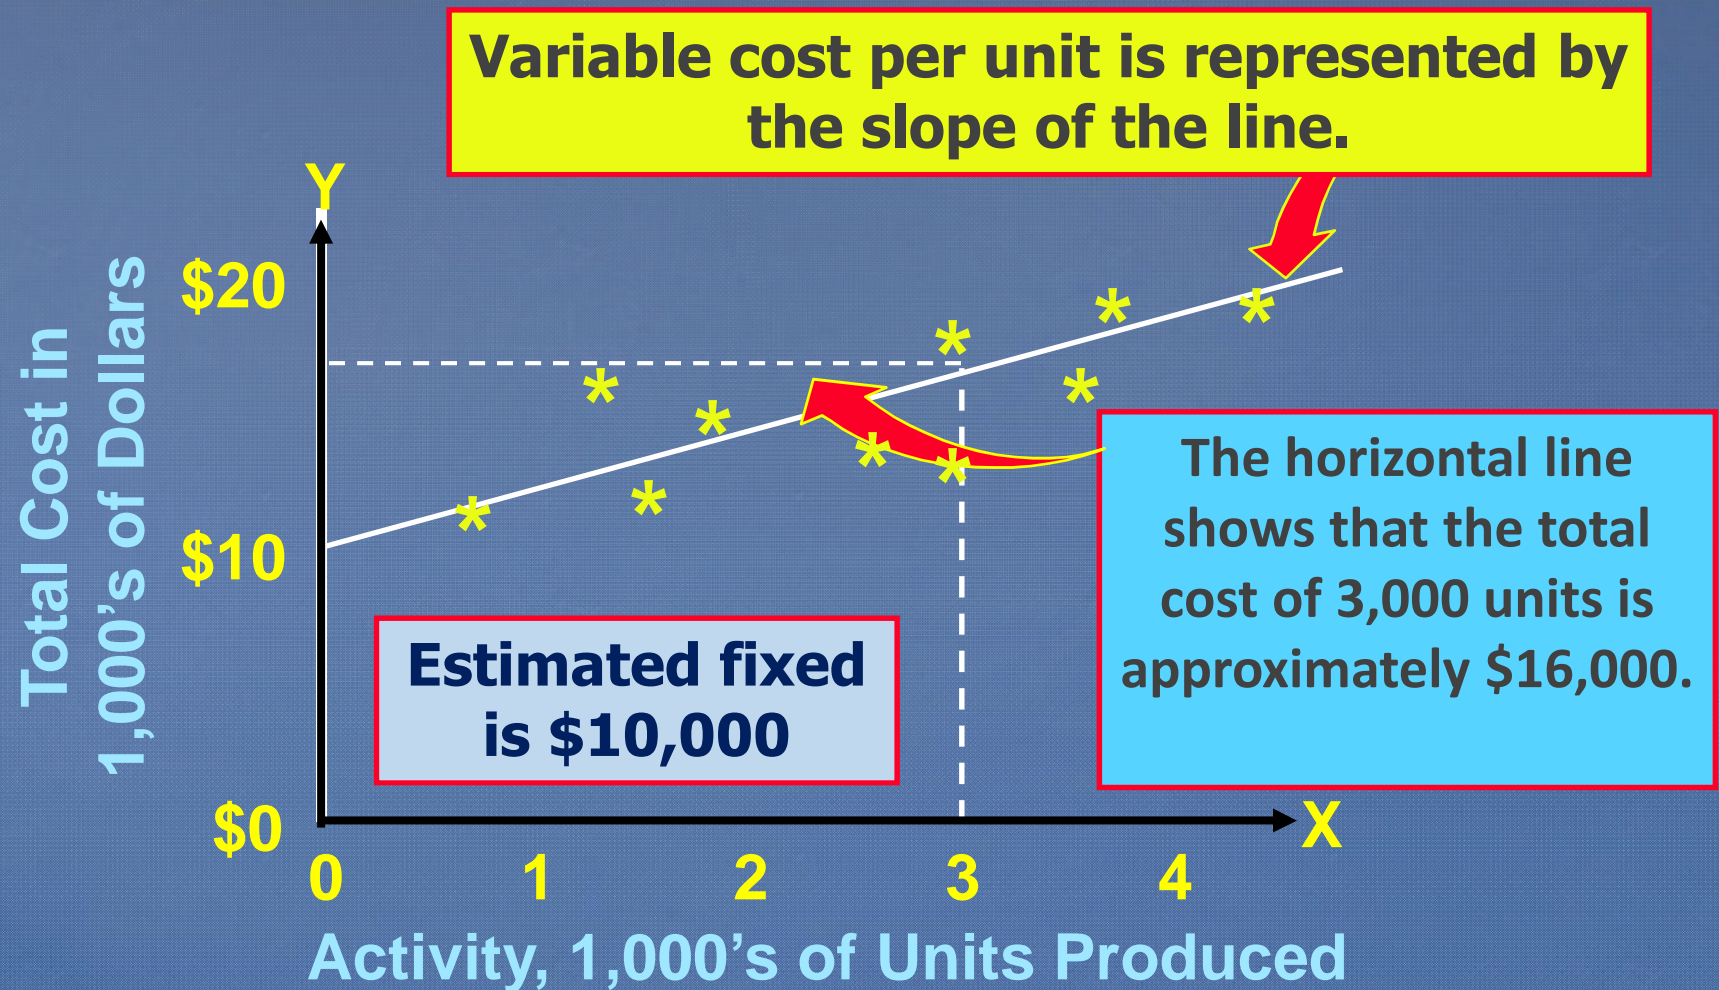 Variable cost per unit is represented by
the slope of the line.
Y
Total Cost in
1,000’s of Dollars
$20
$10
$0
* * * * * * * * * *
Estimated fixed
is $10,000
The horizontal line
shows that the total
cost of 3,000 units is
approximately $16,000.
X
0 1 2 3 4
Activity, 1,000’s of Units Produced